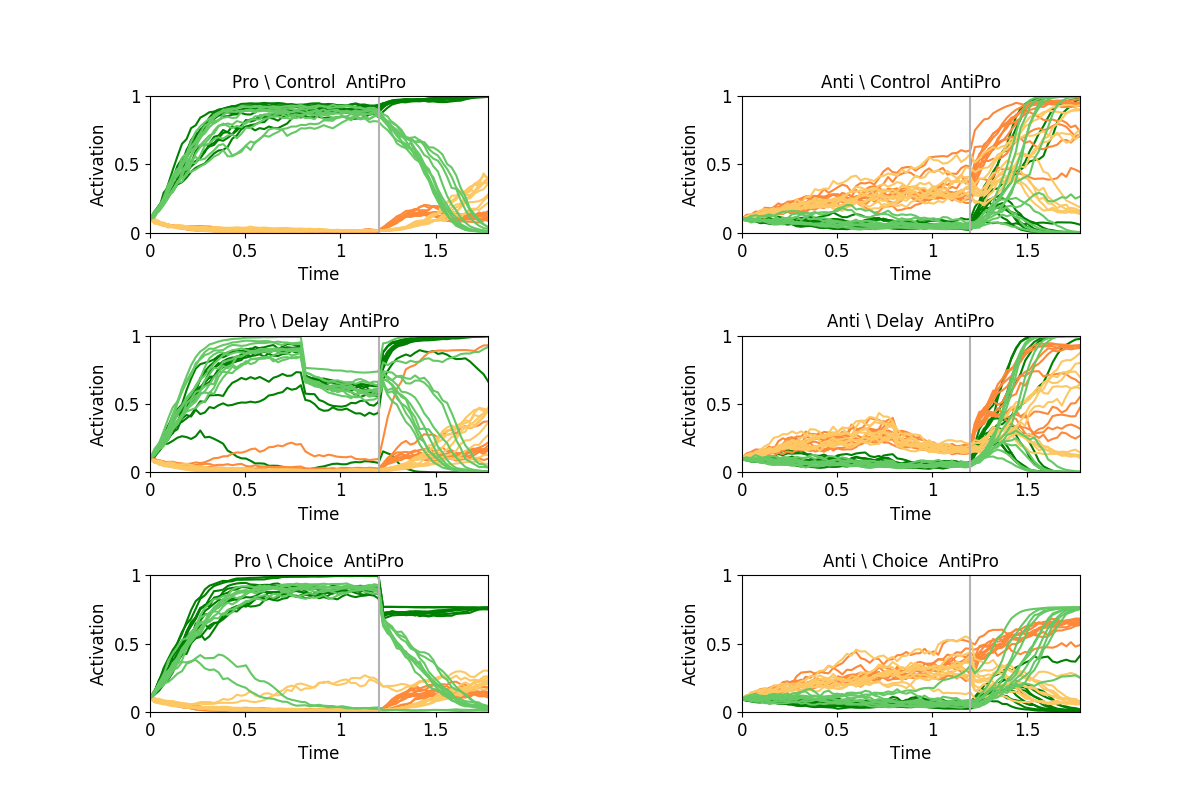 Pro \ Control  AntiPro
Activation
1
0.5
0
0
0.5
1
1.5
Time
Anti \ Control  AntiPro
Activation
1
0.5
0
0
0.5
1
1.5
Time
Pro \ Delay  AntiPro
Activation
1
0.5
0
0
0.5
1
1.5
Time
Anti \ Delay  AntiPro
Activation
1
0.5
0
0
0.5
1
1.5
Time
Pro \ Choice  AntiPro
Activation
1
0.5
0
0
0.5
1
1.5
Time
Anti \ Choice  AntiPro
Activation
1
0.5
0
0
0.5
1
1.5
Time